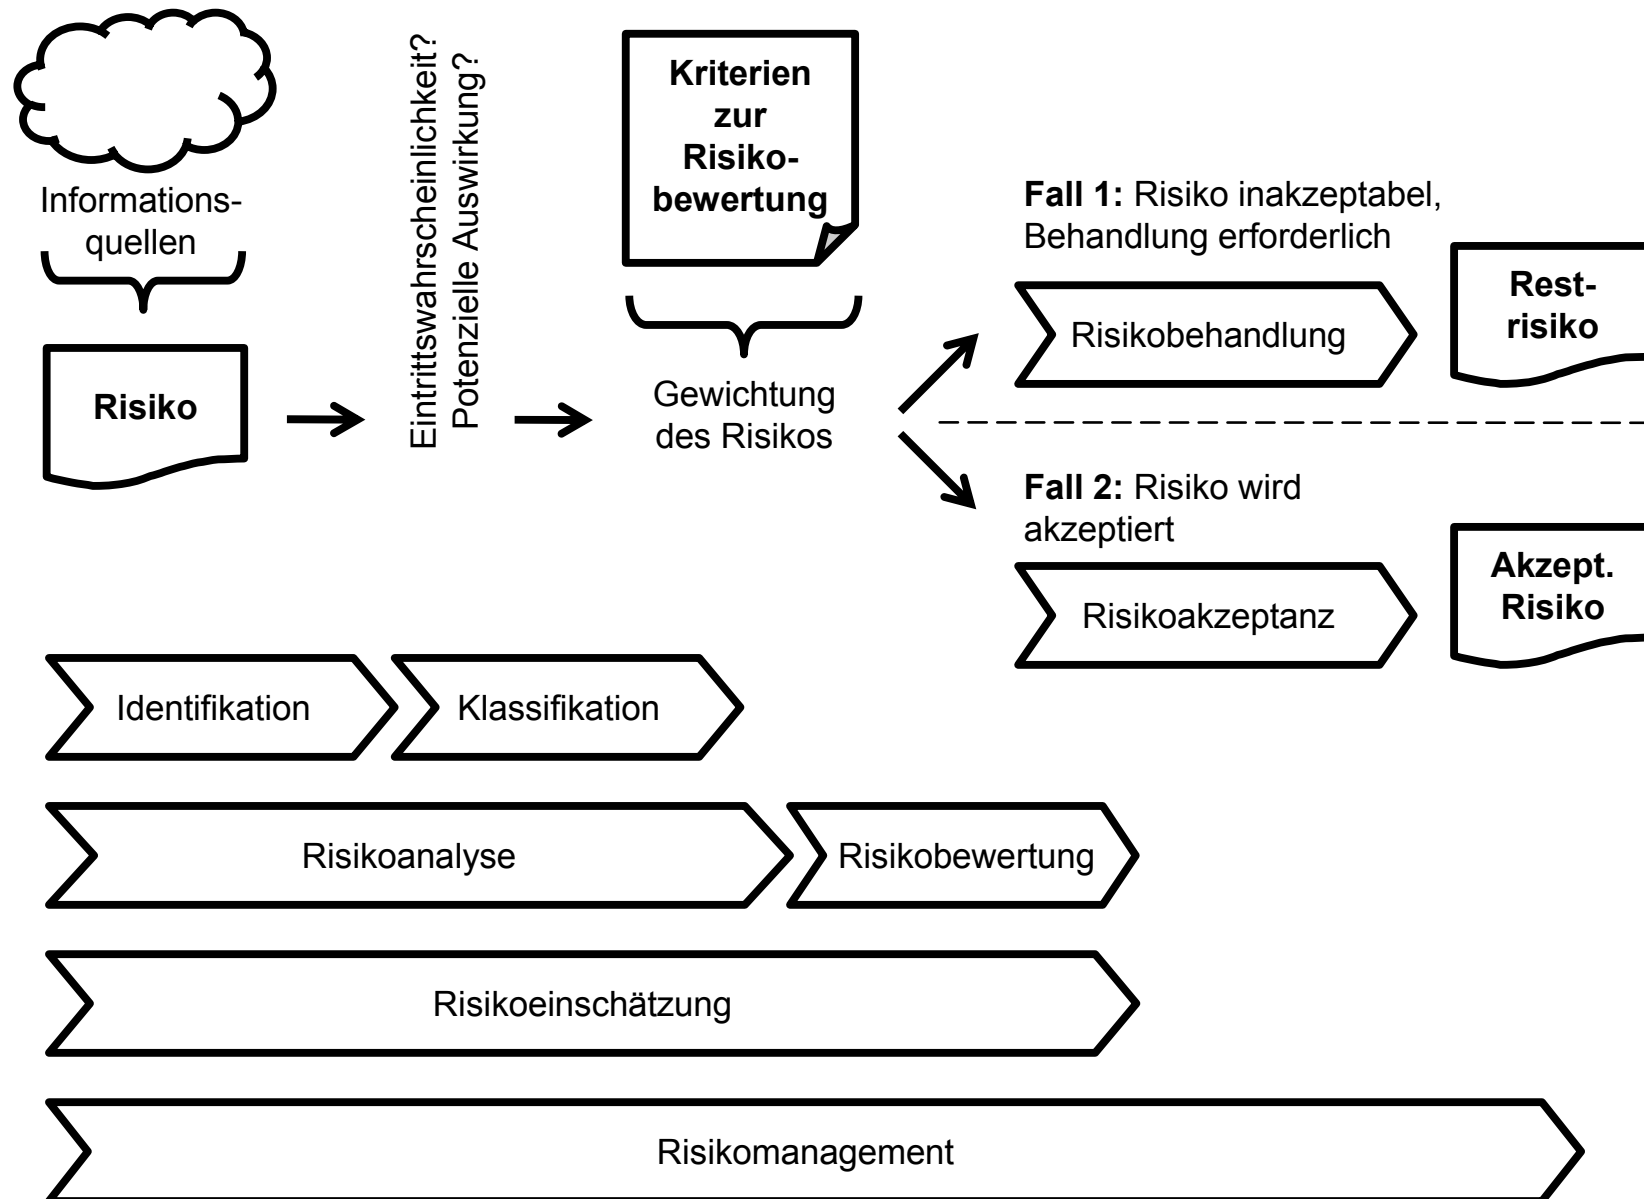 Informations-
quellen
Risiko
Eintrittswahrscheinlichkeit?
Potenzielle Auswirkung?
Kriterien
zur
Risiko-
bewertung
Gewichtung
des Risikos
Fall 1: Risiko inakzeptabel,
Behandlung erforderlich
Risikobehandlung
Rest-
risiko
Fall 2: Risiko wird
akzeptiert
Risikoakzeptanz
Akzept.
Risiko
Identifikation
Klassifikation
Risikoanalyse
Risikobewertung
Risikoeinschätzung
Risikomanagement